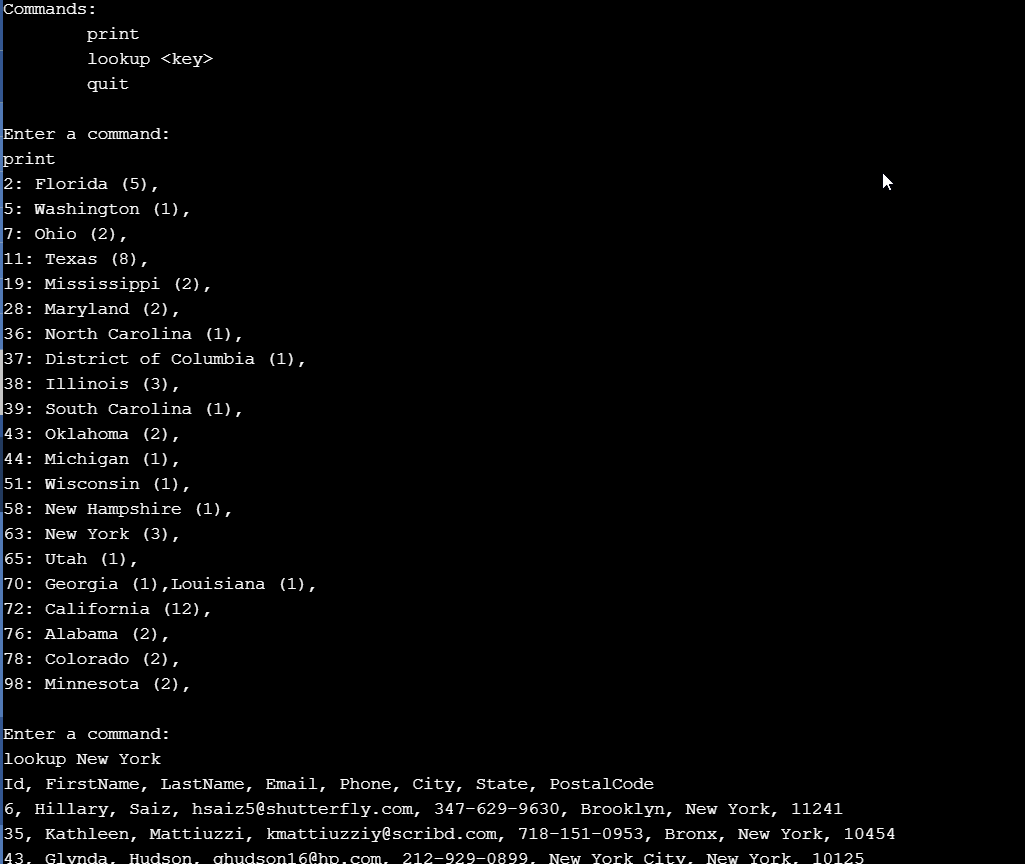 Commands:
print
lookup <key>
quit
Enter a command:
print
2: Florida (5),
5: Washington (1),
7: Ohio (2),
11: Texas (8),
19: Mississippi (2),
28: Maryland (2),
36: North Carolina (1),
37: District of Columbia (1),
38: Illinois (3),
39: South Carolina (1),
43: Oklahoma (2),
44: Michigan (1),
51: Wisconsin (1),
58: New Hampshire (1),
63: New York (3),
65: Utah (1),
70: Georgia (1),Louisiana (1),
72: California (12),
76: Alabama (2),
78: Colorado (2),
98: Minnesota (2),
Enter a command:
lookup New York
Id, FirstName, LastName, Email, Phone, City, State, PostalCode
6, Hillary, Saiz, hsaiz5@shutterfly.com, 347-629-9630, Brooklyn, New York, 11241
35, Kathleen, Mattiuzzi, kmattiuzziy@scribd.com, 718-151-0953, Bronx, New York, 10454
43, Glynda, Hudson, ghudson16@hp.com, 212-929-0899, New York City, New York, 10125